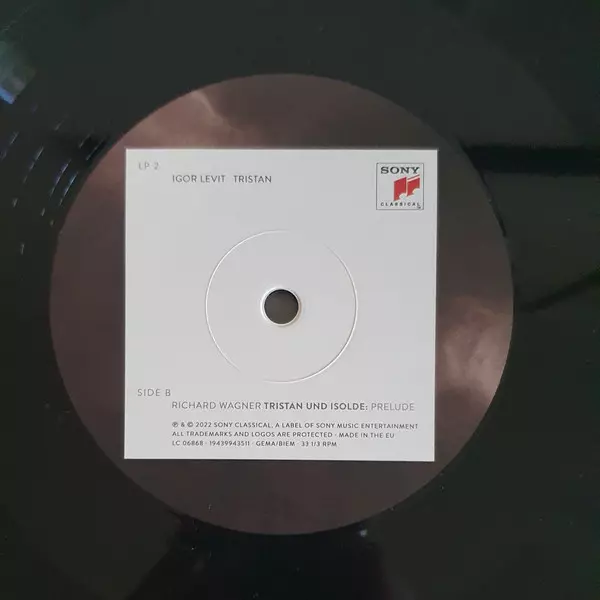 LP 2
IGOR LEVIT TRISTAN
SONY
CLASSICAL
SIDE B
RICHARD WAGNER TRISTAN UND ISOLDE: PRELUDE
℗ & © 2022 SONY CLASSICAL, A LABEL OF SONY MUSIC ENTERTAINMENT
ALL TRADEMARKS AND LOGOS ARE PROTECTED · MADE IN THE EU
LC 06868 · 19439943511 · GEMA/BIEM · 33 1/3 RPM